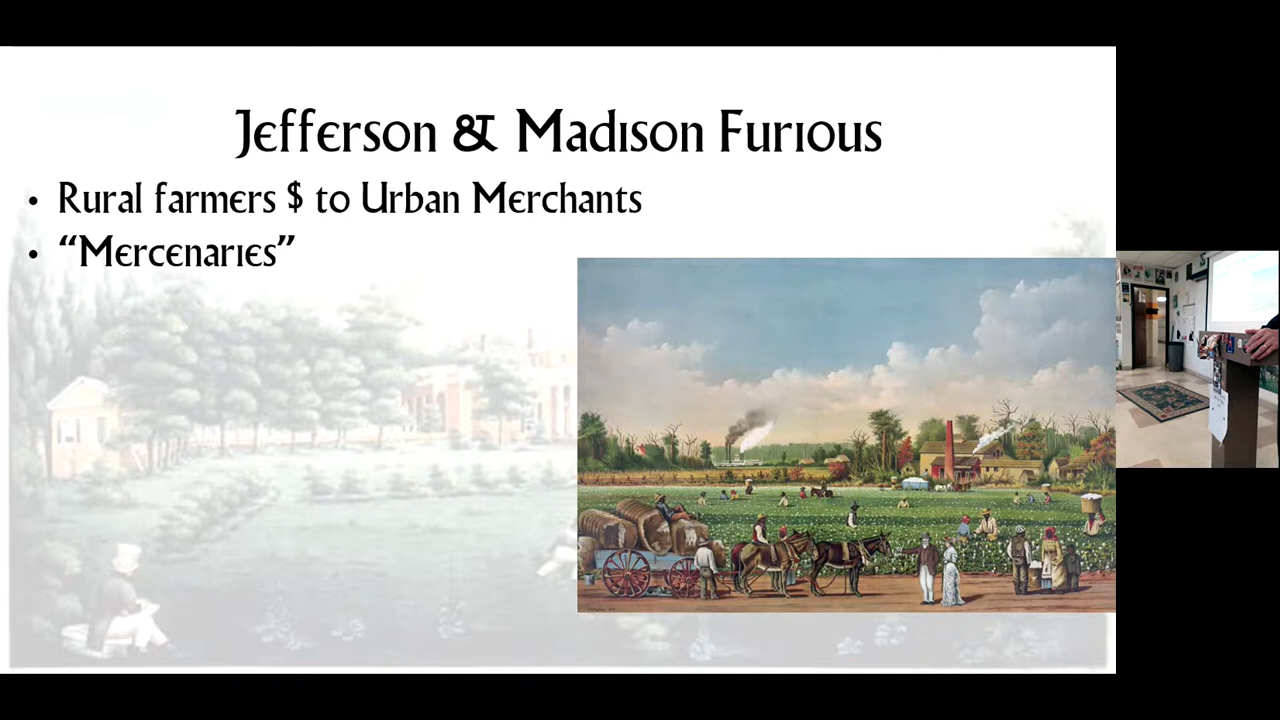 Jefferson & Madison Furious
• Rural farmers $ to Urban Merchants
• “Mercenaries”